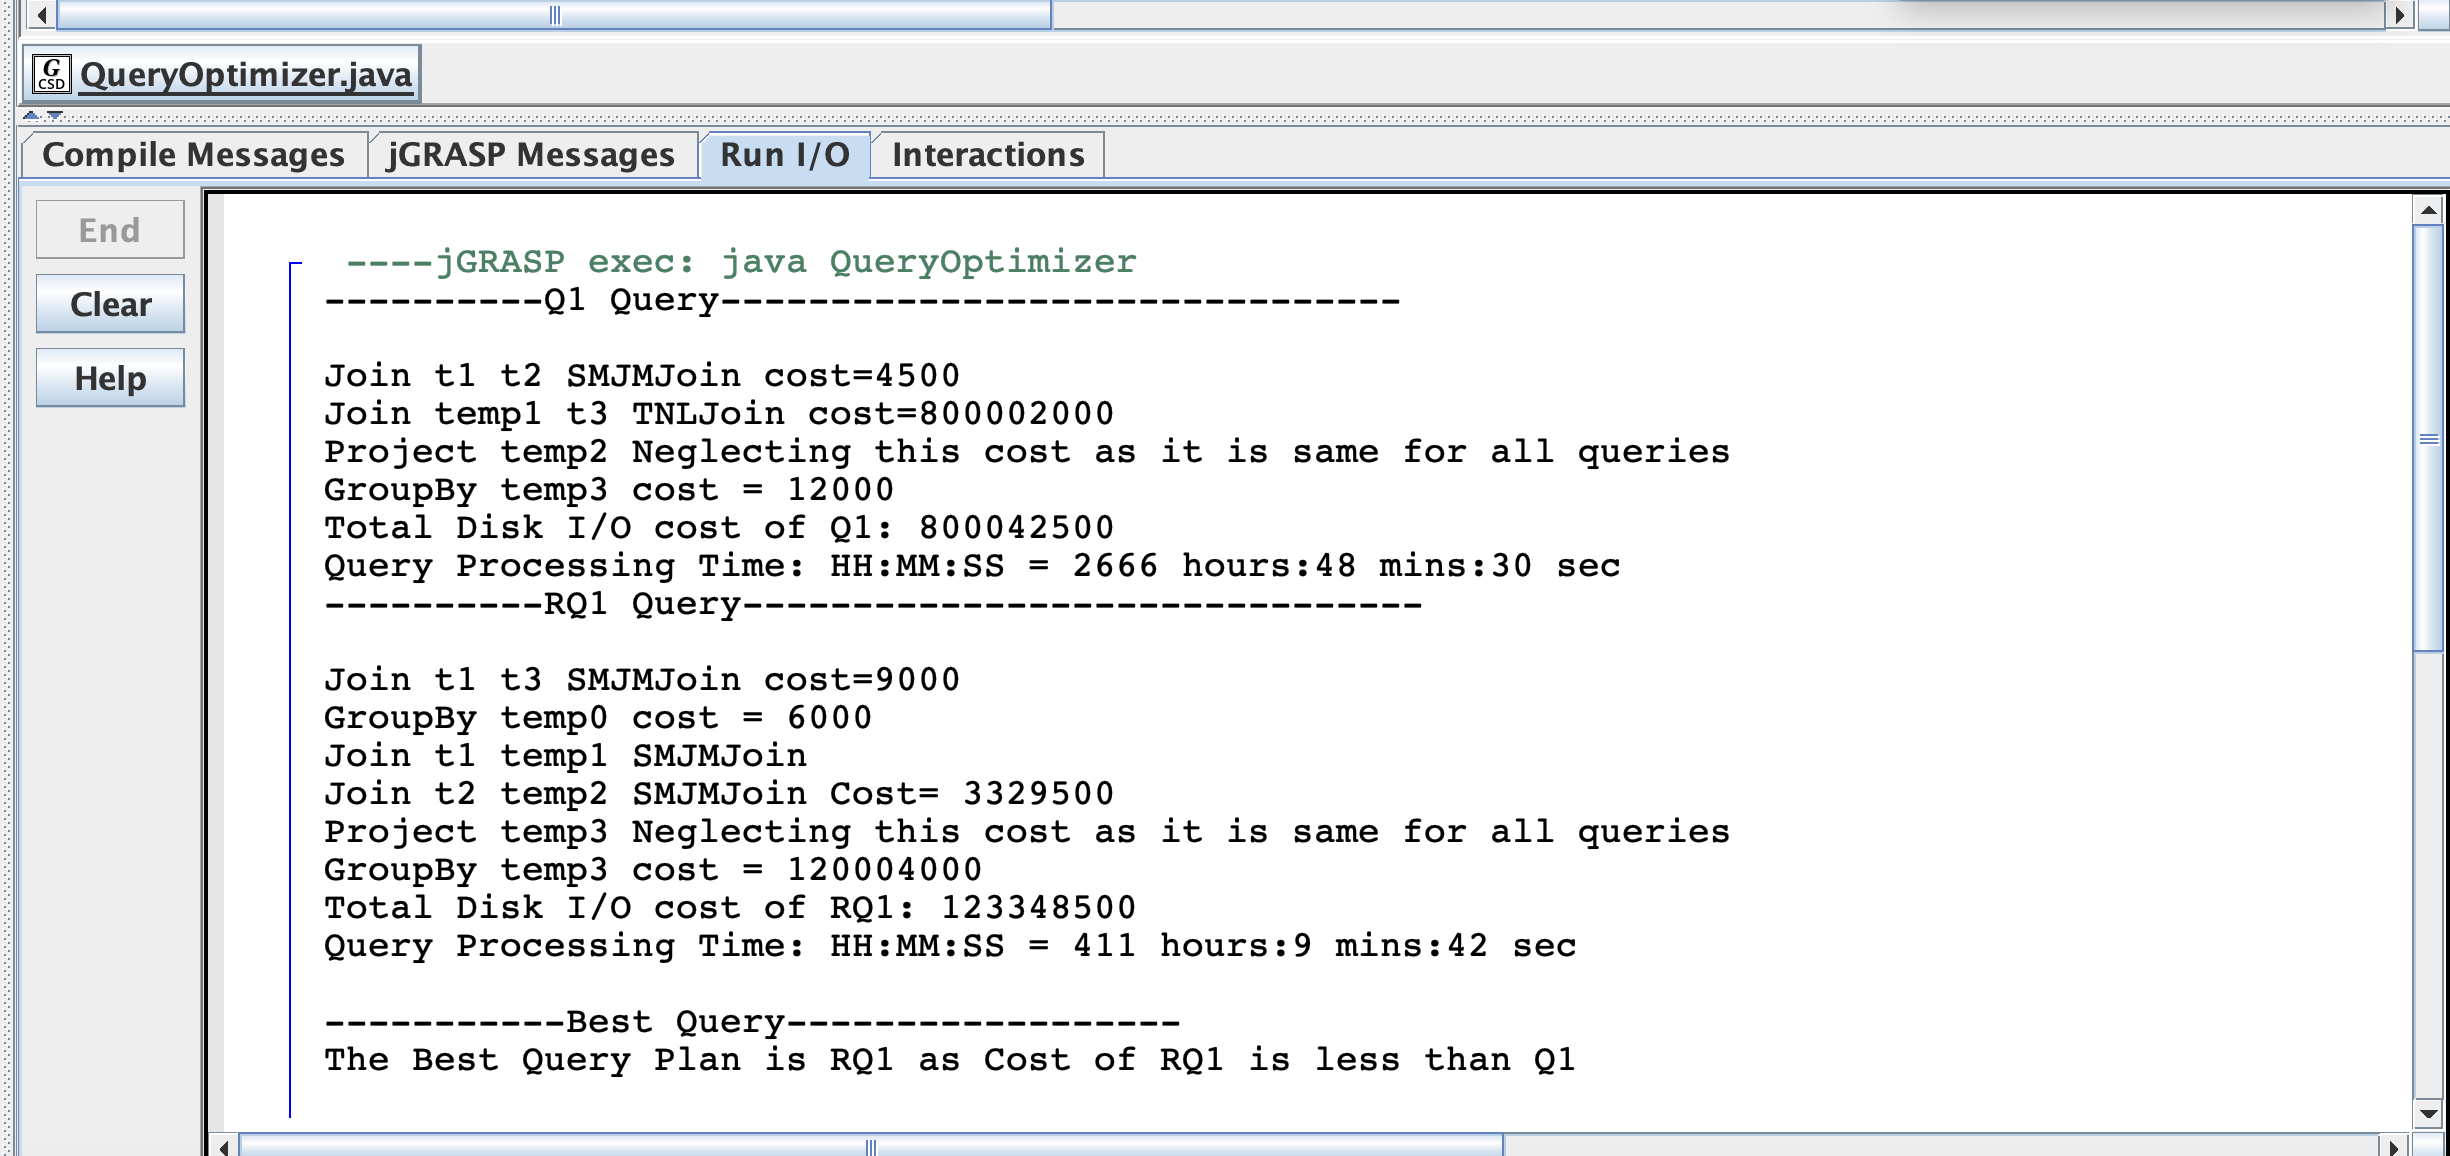 G
CSD
QueryOptimizer.java
Compile Messages
jGRASP Messages
Run I/O
Interactions
End
Clear
Help
----jGRASP exec: java QueryOptimizer
----------Q1 Query-------------------------------
Join t1 t2 SMJMJoin cost=4500
Join temp1 t3 TNLJoin cost=800002000
Project temp2 Neglecting this cost as it is same for all queries
GroupBy temp3 cost = 12000
Total Disk I/O cost of Q1: 800042500
Query Processing Time: HH:MM:SS = 2666 hours:48 mins:30 sec
----------RQ1 Query-------------------------------
Join t1 t3 SMJMJoin cost=9000
GroupBy temp0 cost = 6000
Join t1 temp1 SMJMJoin
Join t2 temp2 SMJMJoin Cost= 3329500
Project temp3 Neglecting this cost as it is same for all queries
GroupBy temp3 cost = 120004000
Total Disk I/O cost of RQ1: 123348500
Query Processing Time: HH:MM:SS = 411 hours:9 mins:42 sec
-----------Best Query------------------
The Best Query Plan is RQ1 as Cost of RQ1 is less than Q1